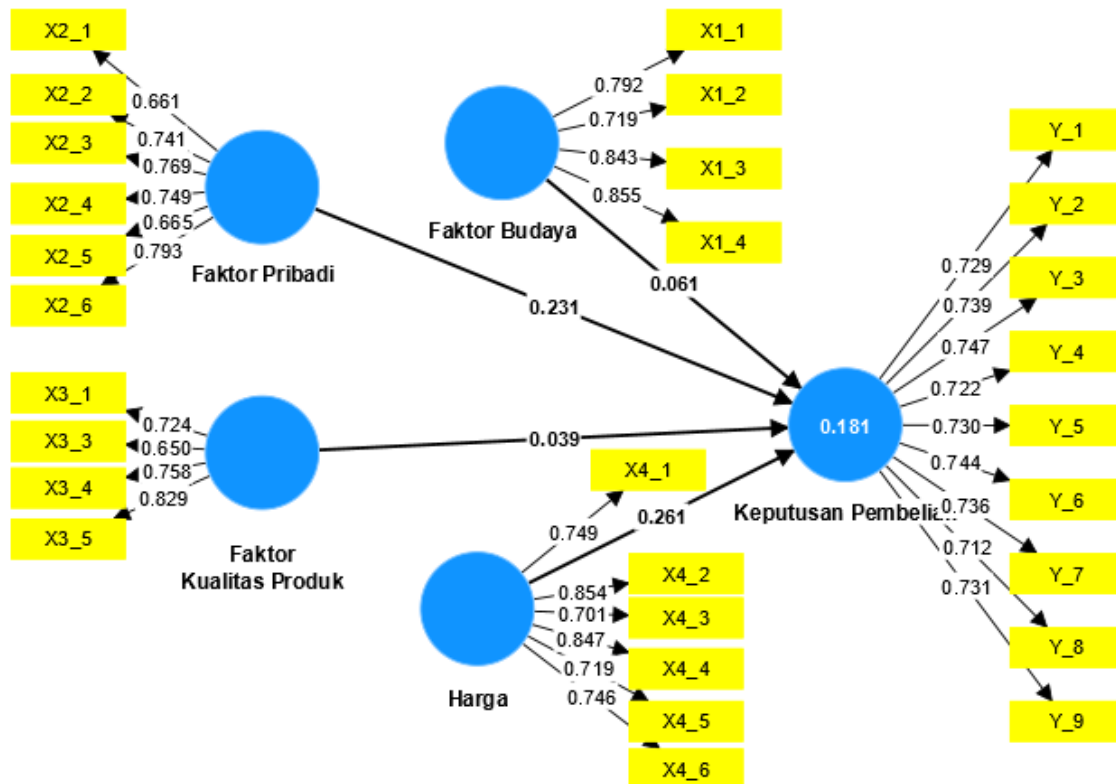 X2_1
X2_2
X2_3
X2_4
X2_5
X2_6
0.661
0.741
0.769
0.749
0.665
0.793
Faktor Pribadi
X1_1
X1_2
X1_3
X1_4
0.792
0.719
0.843
0.855
Faktor Budaya
0.061
0.231
X3_1
X3_3
X3_4
X3_5
0.724
0.650
0.758
0.829
Faktor
Kualitas Produk
0.039
X4_1
X4_2
X4_3
X4_4
X4_5
X4_6
0.749
0.854
0.701
0.847
0.719
0.746
Harga
0.261
0.181
Keputusan Pembelian
Y_1
Y_2
Y_3
Y_4
Y_5
Y_6
Y_7
Y_8
Y_9
0.729
0.739
0.747
0.722
0.730
0.744
0.736
0.712
0.731